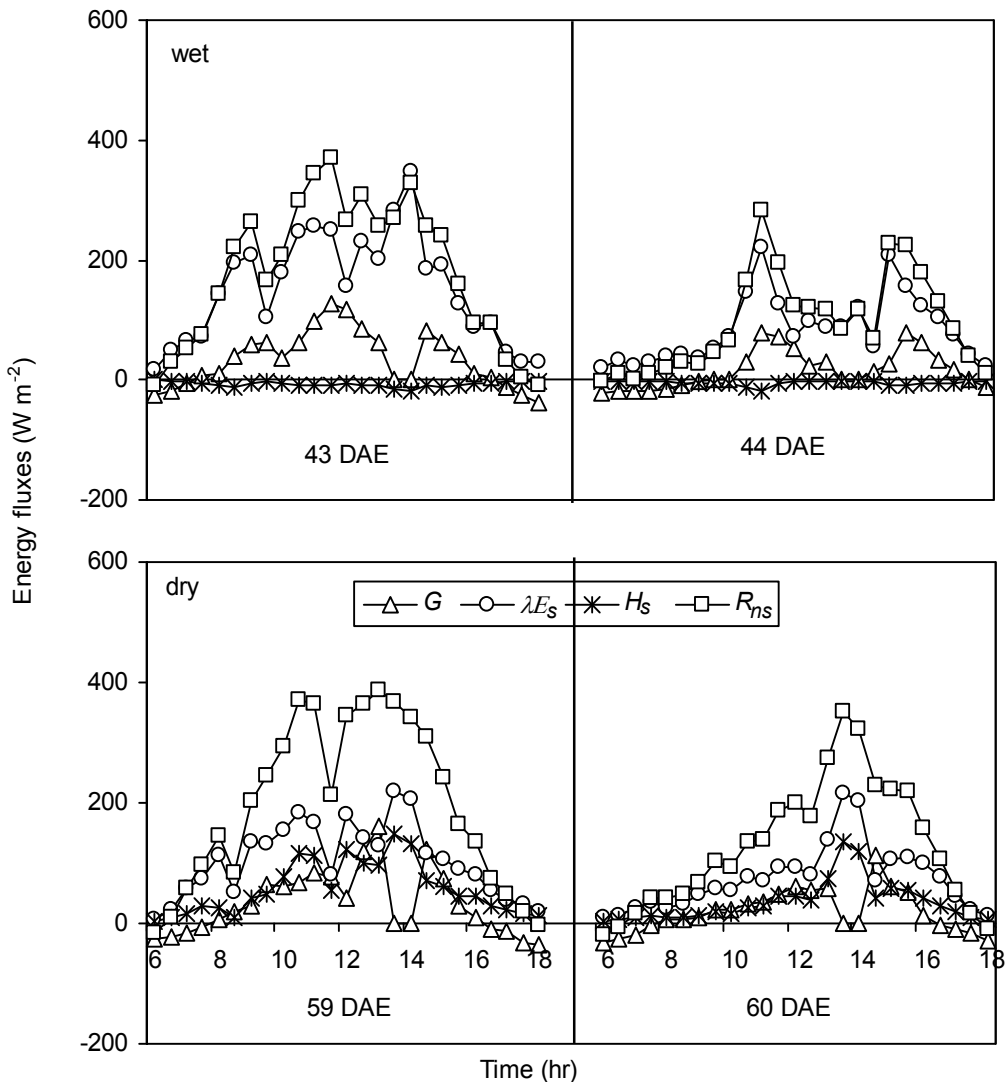 600
wet
400
200
0
-200
43 DAE
44 DAE
Energy fluxes (W m⁻²)
600
dry
G λEs Hs Rns
400
200
0
-200
6 8 10 12 14 16 18
6 8 10 12 14 16 18
59 DAE
60 DAE
Time (hr)